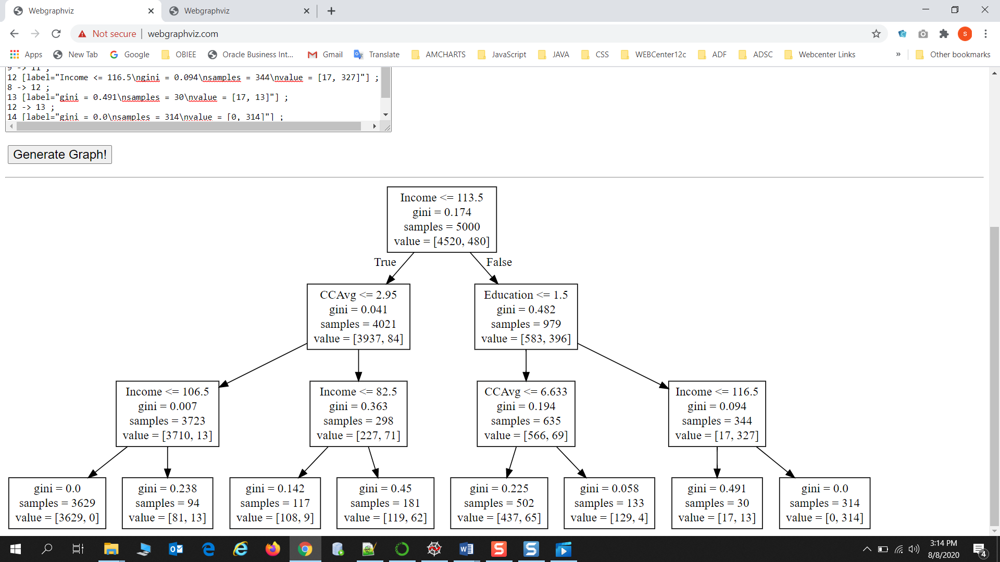 Webgraphviz
Webgraphviz
Not secure
webgraphviz.com
S
Apps
New Tab
Google
OBIEE
Oracle Business Int...
Gmail
Translate
AMCHARTS
JavaScript
JAVA
CSS
WEBCenter12c
ADF
ADSC
Webcenter Links
»
Other bookmarks
9 -> 11 ;
12 [label="Income <= 116.5\ngini = 0.094\nsamples = 344\nvalue = [17, 327]"] ;
8 -> 12 ;
13 [label="gini = 0.491\nsamples = 30\nvalue = [17, 13]"] ;
12 -> 13 ;
14 [label="gini = 0.0\nsamples = 314\nvalue = [0, 314]"] ;
Generate Graph!
Income <= 113.5
gini = 0.174
samples = 5000
value = [4520, 480]
True
False
CCAvg <= 2.95
gini = 0.041
samples = 4021
value = [3937, 84]
Education <= 1.5
gini = 0.482
samples = 979
value = [583, 396]
Income <= 106.5
gini = 0.007
samples = 3723
value = [3710, 13]
Income <= 82.5
gini = 0.363
samples = 298
value = [227, 71]
CCAvg <= 6.633
gini = 0.194
samples = 635
value = [566, 69]
Income <= 116.5
gini = 0.094
samples = 344
value = [17, 327]
gini = 0.0
samples = 3629
value = [3629, 0]
gini = 0.238
samples = 94
value = [81, 13]
gini = 0.142
samples = 117
value = [108, 9]
gini = 0.45
samples = 181
value = [119, 62]
gini = 0.225
samples = 502
value = [437, 65]
gini = 0.058
samples = 133
value = [129, 4]
gini = 0.491
samples = 30
value = [17, 13]
gini = 0.0
samples = 314
value = [0, 314]
3:14 PM
8/8/2020
4